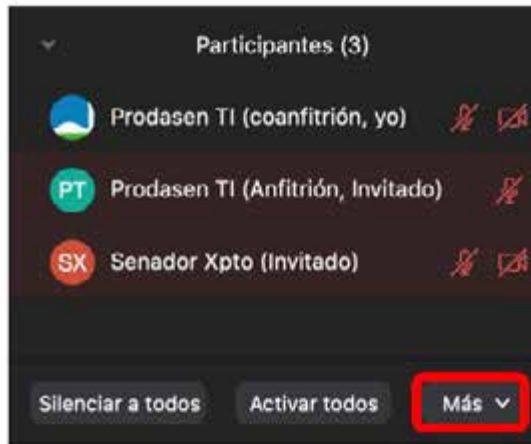 Participantes (3)
Prodasen TI (coanfitrión, yo)
PT Prodasen TI (Anfitrión, Invitado)
SX Senador Xpto (Invitado)
Silenciar a todos Activar todos Más